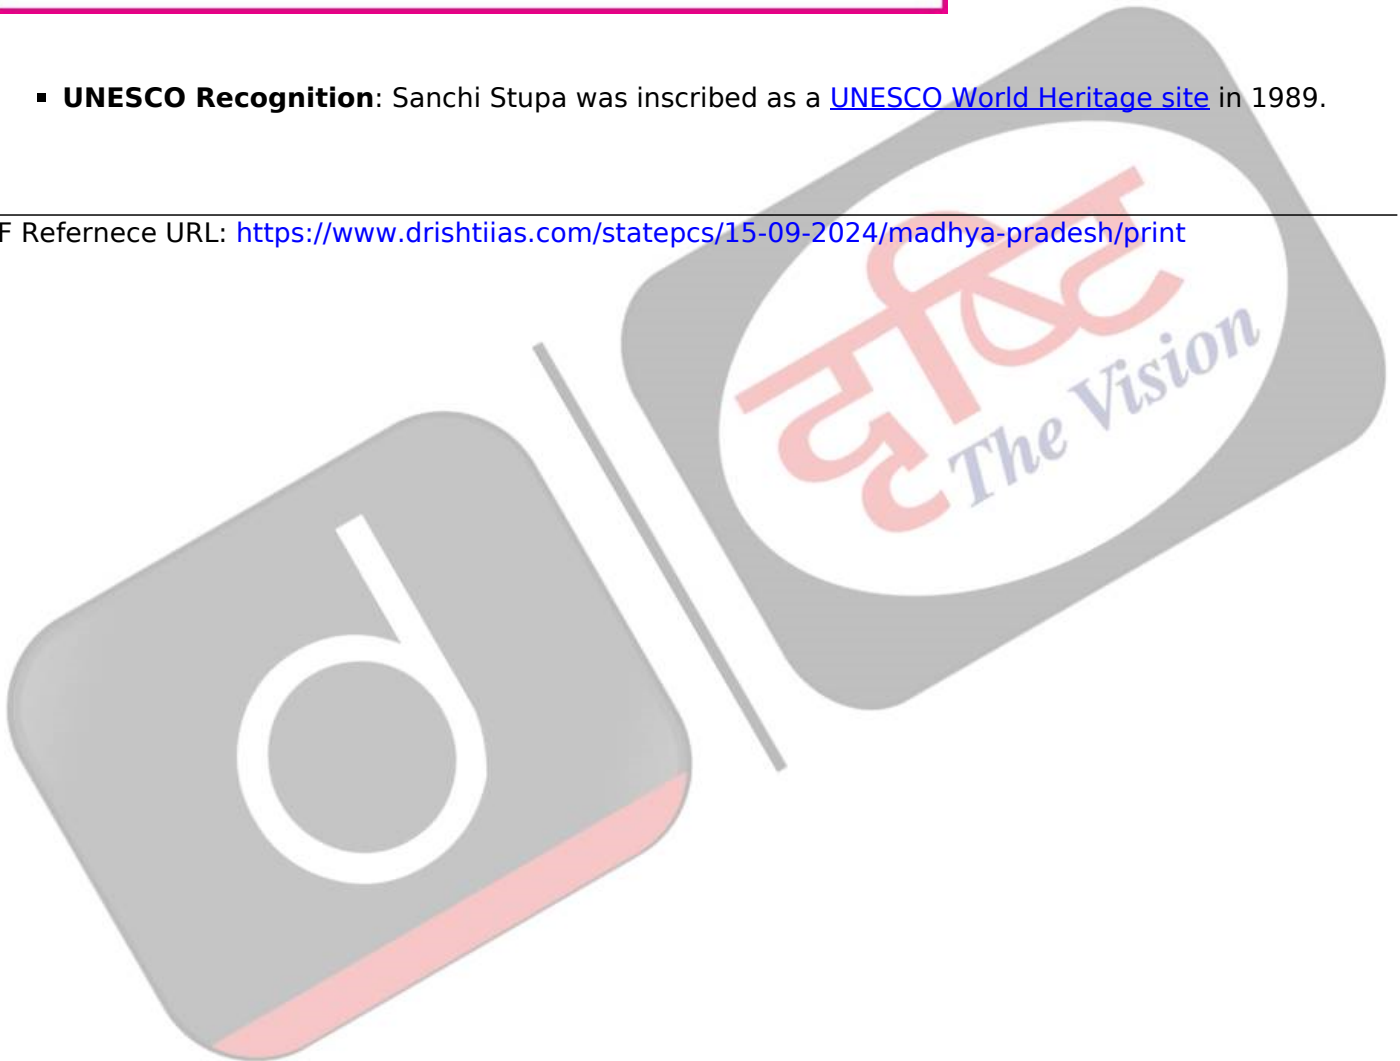 ▪ UNESCO Recognition: Sanchi Stupa was inscribed as a UNESCO World Heritage site in 1989.
F Refernece URL: https://www.drishtiias.com/statepcs/15-09-2024/madhya-pradesh/print
दृष्टि
The Vision
d